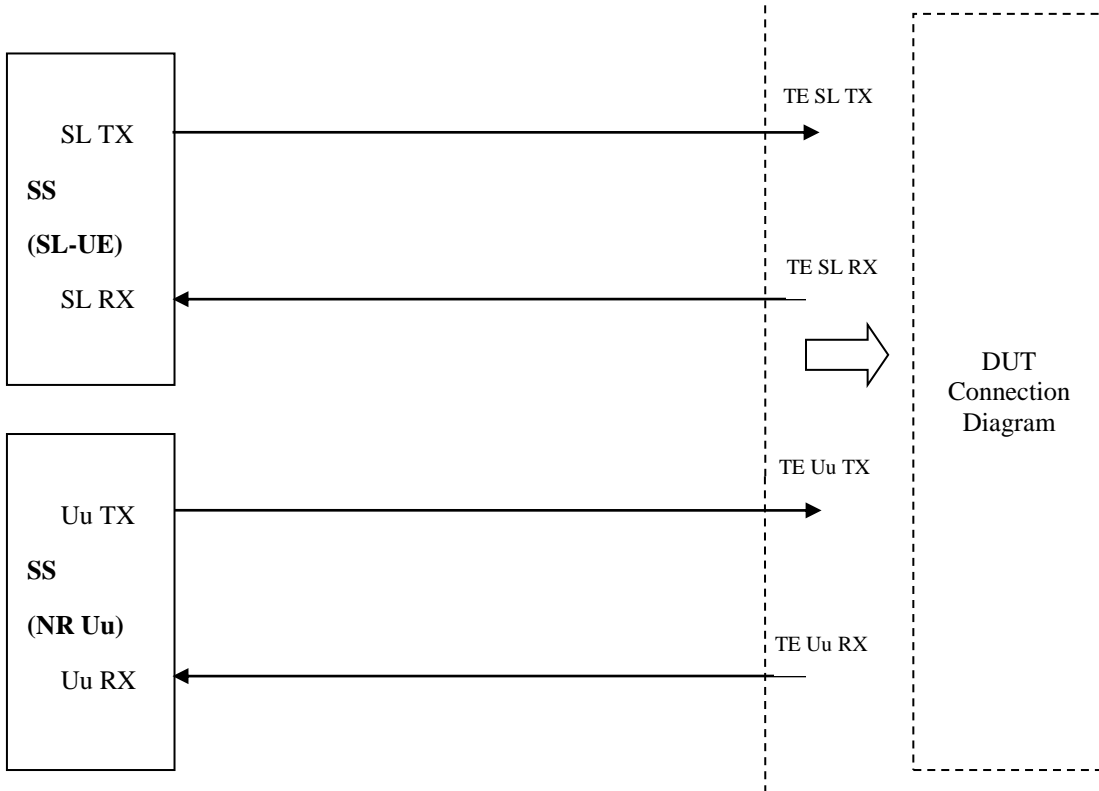 SL TX
SS
(SL-UE)
SL RX
TE SL TX
TE SL RX
Uu TX
SS
(NR Uu)
Uu RX
TE Uu TX
TE Uu RX
DUT
Connection
Diagram